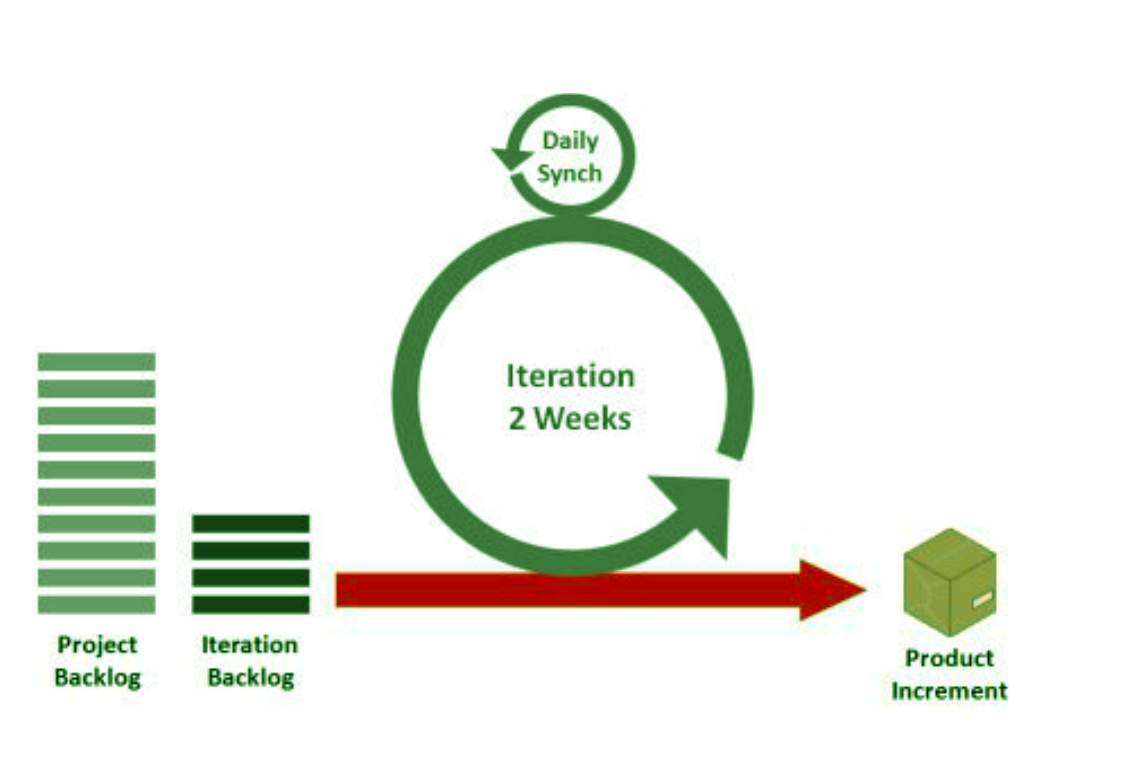 Daily
Synch
Iteration
2 Weeks
Project
Backlog
Iteration
Backlog
Product
Increment